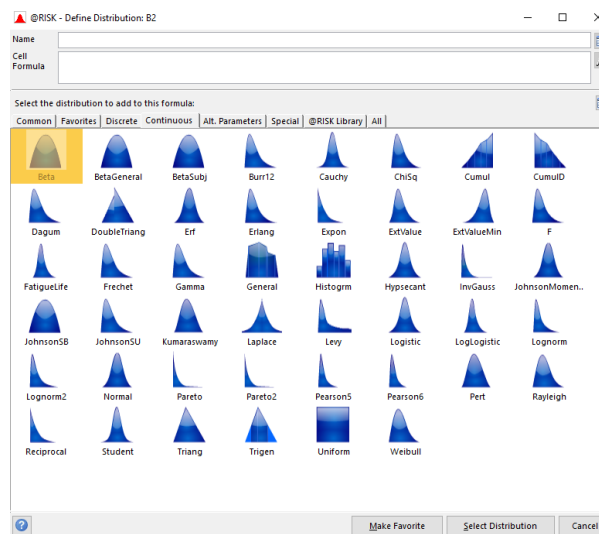 @RISK - Define Distribution: B2
Name
Cell
Formula
Select the distribution to add to this formula:
Common Favorites Discrete Continuous Alt. Parameters Special @RISK Library All
Beta BetaGeneral BetaSubj Burr12 Cauchy ChiSq Cumul CumulD
Dagum DoubleTriang Erf Erlang Expon ExtValue ExtValueMin F
FatigueLife Frechet Gamma General Histogrm Hypsecant InvGauss JohnsonMomen..
JohnsonSB JohnsonSU Kumaraswamy Laplace Levy Logistic LogLogistic Lognorm
Lognorm2 Normal Pareto Pareto2 Pearson5 Pearson6 Pert Rayleigh
Reciprocal Student Triang Trigen Uniform Weibull
? Make Favorite Select Distribution Cancel